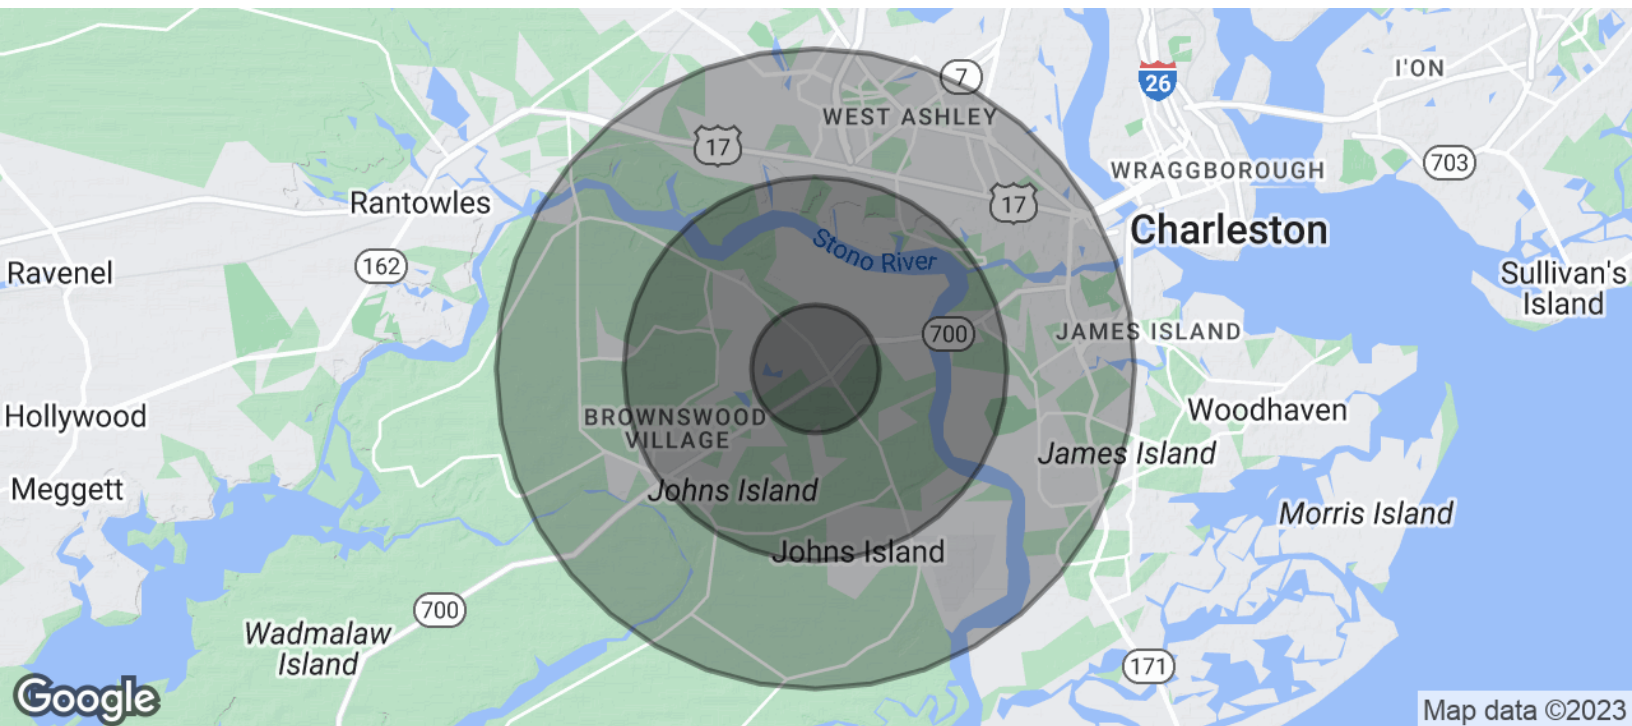 7
I'ON
26
WEST ASHLEY
17
703
WRAGGBOROUGH
Rantowles
17
Charleston
Stono River
162
Ravenel
Sullivan's
Island
700
JAMES ISLAND
Hollywood
BROWNSWOOD
VILLAGE
Woodhaven
James Island
Meggett
Johns Island
Morris Island
Johns Island
700
Wadmalaw
Island
171
Google
Map data ©2023